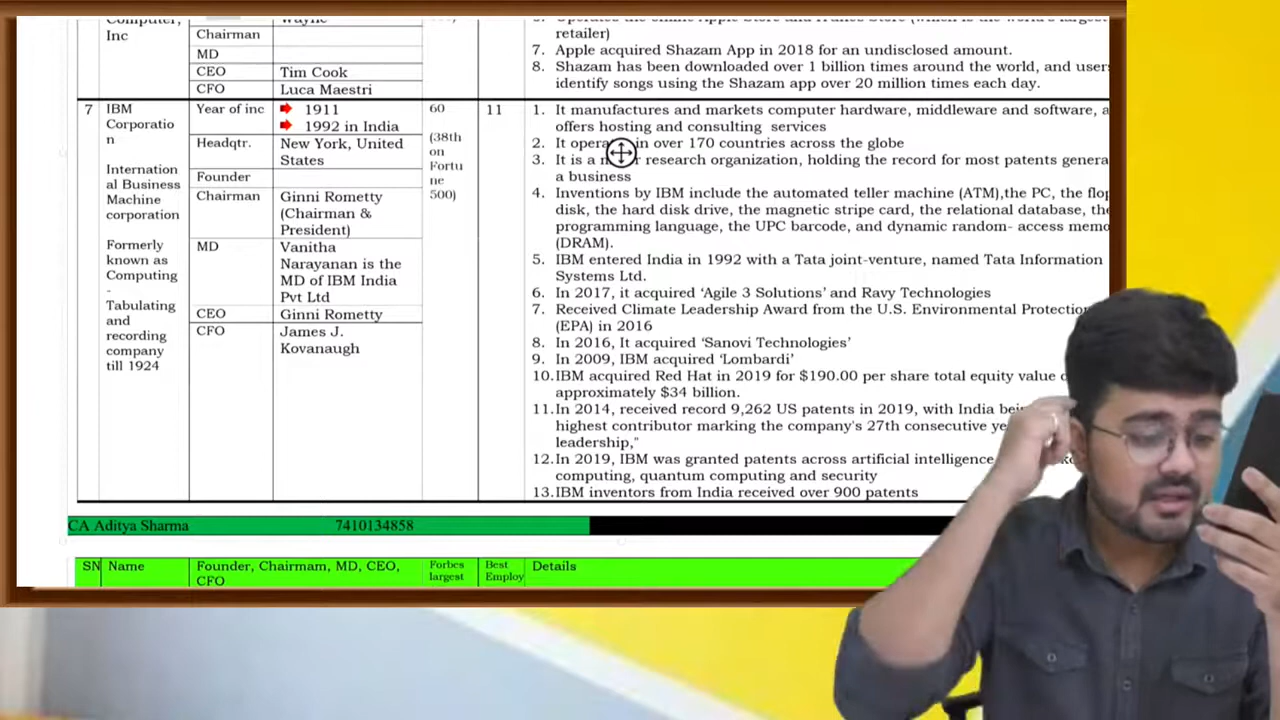 Computer,
Inc
Wayne
Chairman
MD
CEO Tim Cook
CFO Luca Maestri
retailer)
7. Apple acquired Shazam App in 2018 for an undisclosed amount.
8. Shazam has been downloaded over 1 billion times around the world, and user
identify songs using the Shazam app over 20 million times each day.
7
IBM
Corporatio
n
Internation
al Business
Machine
corporation
Formerly
known as
Computing
-
Tabulating
and
recording
company
till 1924
Year of inc 1911
1992 in India
Headqtr. New York, United
States
Founder
Chairman Ginni Rometty
(Chairman &
President)
MD Vanitha
Narayanan is the
MD of IBM India
Pvt Ltd
CEO Ginni Rometty
CFO James J.
Kovanaugh
60
(38th
on
Fortu
ne
500)
11
1. It manufactures and markets computer hardware, middleware and software, a
offers hosting and consulting services
2. It opera in over 170 countries across the globe
3. It is a research organization, holding the record for most patents genera
a business
4. Inventions by IBM include the automated teller machine (ATM),the PC, the flop
disk, the hard disk drive, the magnetic stripe card, the relational database, the
programming language, the UPC barcode, and dynamic random- access memo
(DRAM).
5. IBM entered India in 1992 with a Tata joint-venture, named Tata Information
Systems Ltd.
6. In 2017, it acquired ‘Agile 3 Solutions’ and Ravy Technologies
7. Received Climate Leadership Award from the U.S. Environmental Protectio
(EPA) in 2016
8. In 2016, It acquired ‘Sanovi Technologies’
9. In 2009, IBM acquired ‘Lombardi’
10.IBM acquired Red Hat in 2019 for $190.00 per share total equity value
approximately $34 billion.
11.In 2014, received record 9,262 US patents in 2019, with India bei
highest contributor marking the company's 27th consecutive ye
leadership,"
12.In 2019, IBM was granted patents across artificial intelligence
computing, quantum computing and security
13.IBM inventors from India received over 900 patents
CA Aditya Sharma 7410134858
SN Name Founder, Chairmam, MD, CEO,
CFO
Forbes
largest
Best
Employ
Details